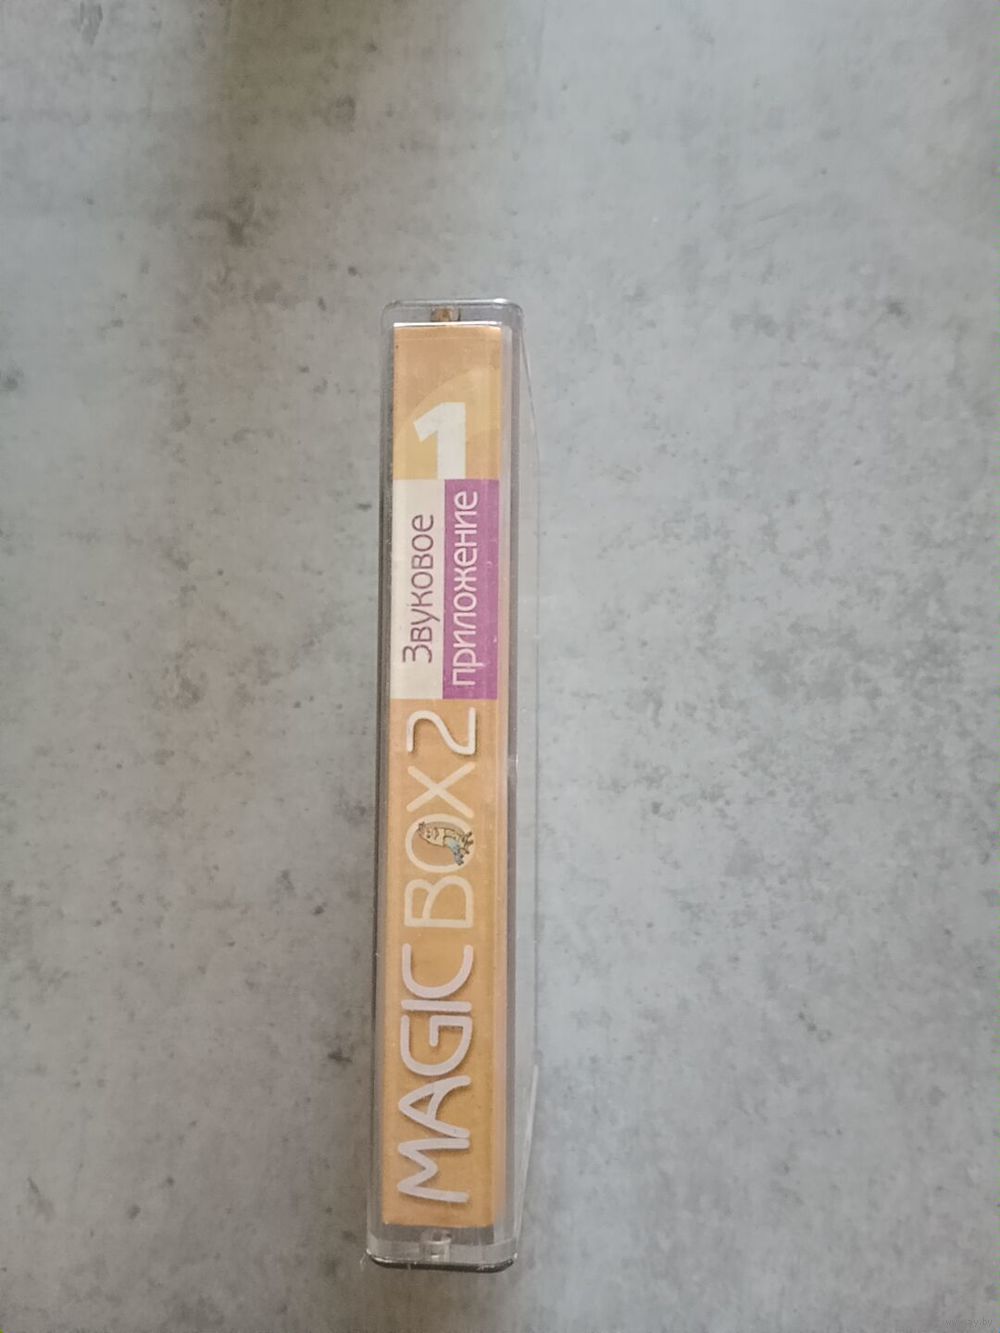 MAGIC BOX 2
Звуковое
приложение
1